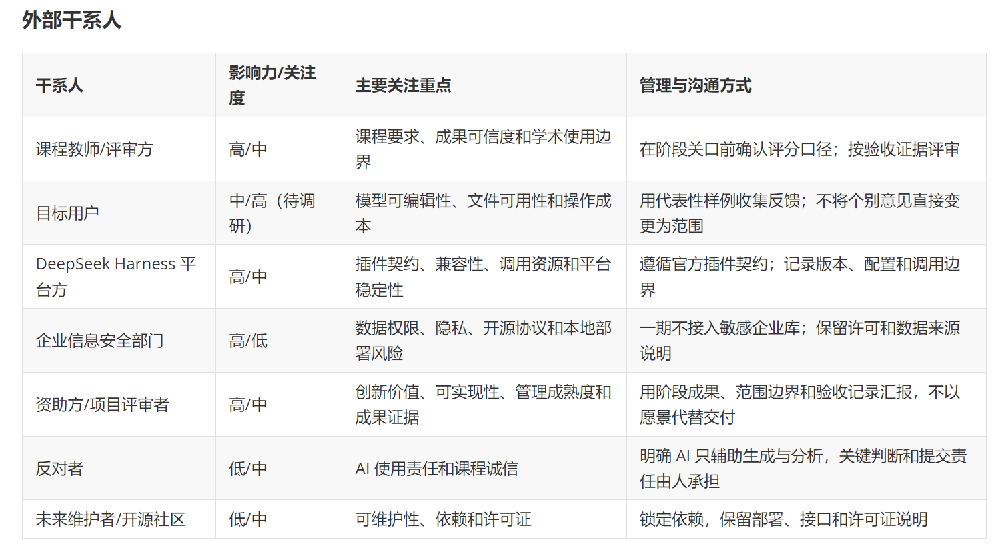 外部干系人
干系人
影响力/关注
度
主要关注重点
管理与沟通方式
课程教师/评审方
高/中
课程要求、成果可信度和学术使用边
界
在阶段关口前确认评分口径；按验收证据评审
目标用户
中/高（待调
研）
模型可编辑性、文件可用性和操作成
本
用代表性样例收集反馈；不将个别意见直接变
更为范围
DeepSeek Harness 平
台方
高/中
插件契约、兼容性、调用资源和平台
稳定性
遵循官方插件契约；记录版本、配置和调用边
界
企业信息安全部门
高/低
数据权限、隐私、开源协议和本地部
署风险
一期不接入敏感企业库；保留许可和数据来源
说明
资助方/项目评审者
高/中
创新价值、可实现性、管理成熟度和
成果证据
用阶段成果、范围边界和验收记录汇报，不以
愿景代替交付
反对者
低/中
AI 使用责任和课程诚信
明确 AI 只辅助生成与分析，关键判断和提交责
任由人承担
未来维护者/开源社区
低/中
可维护性、依赖和许可证
锁定依赖，保留部署、接口和许可证说明